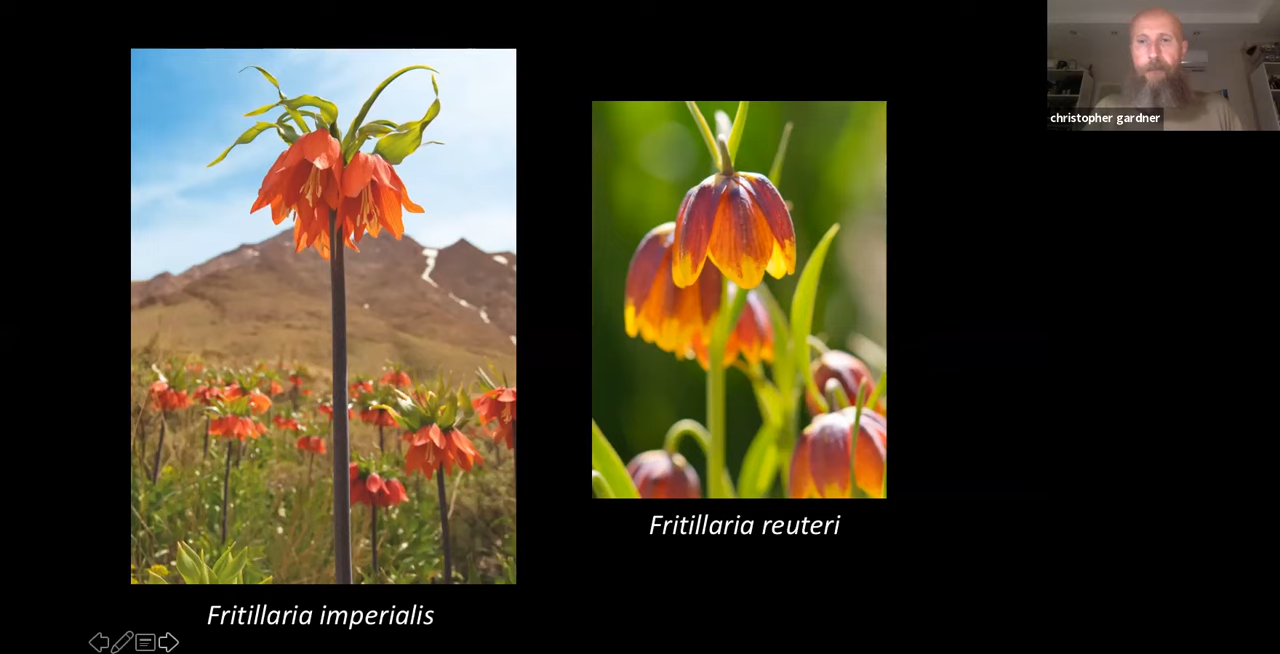 christopher gardner
Fritillaria reuteri
Fritillaria imperialis